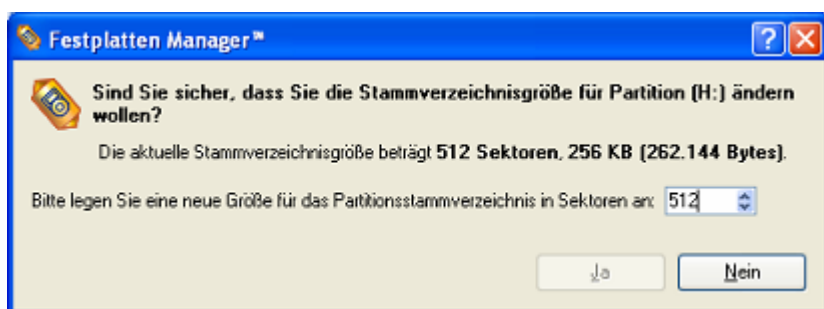 Festplatten Manager™
Sind Sie sicher, dass Sie die Stammverzeichnisgröße für Partition (H:) ändern
wollen?
Die aktuelle Stammverzeichnisgröße beträgt 512 Sektoren, 256 KB (262.144 Bytes).
Bitte legen Sie eine neue Größe für das Partitionsstammverzeichnis in Sektoren an: 512
Ja Nein